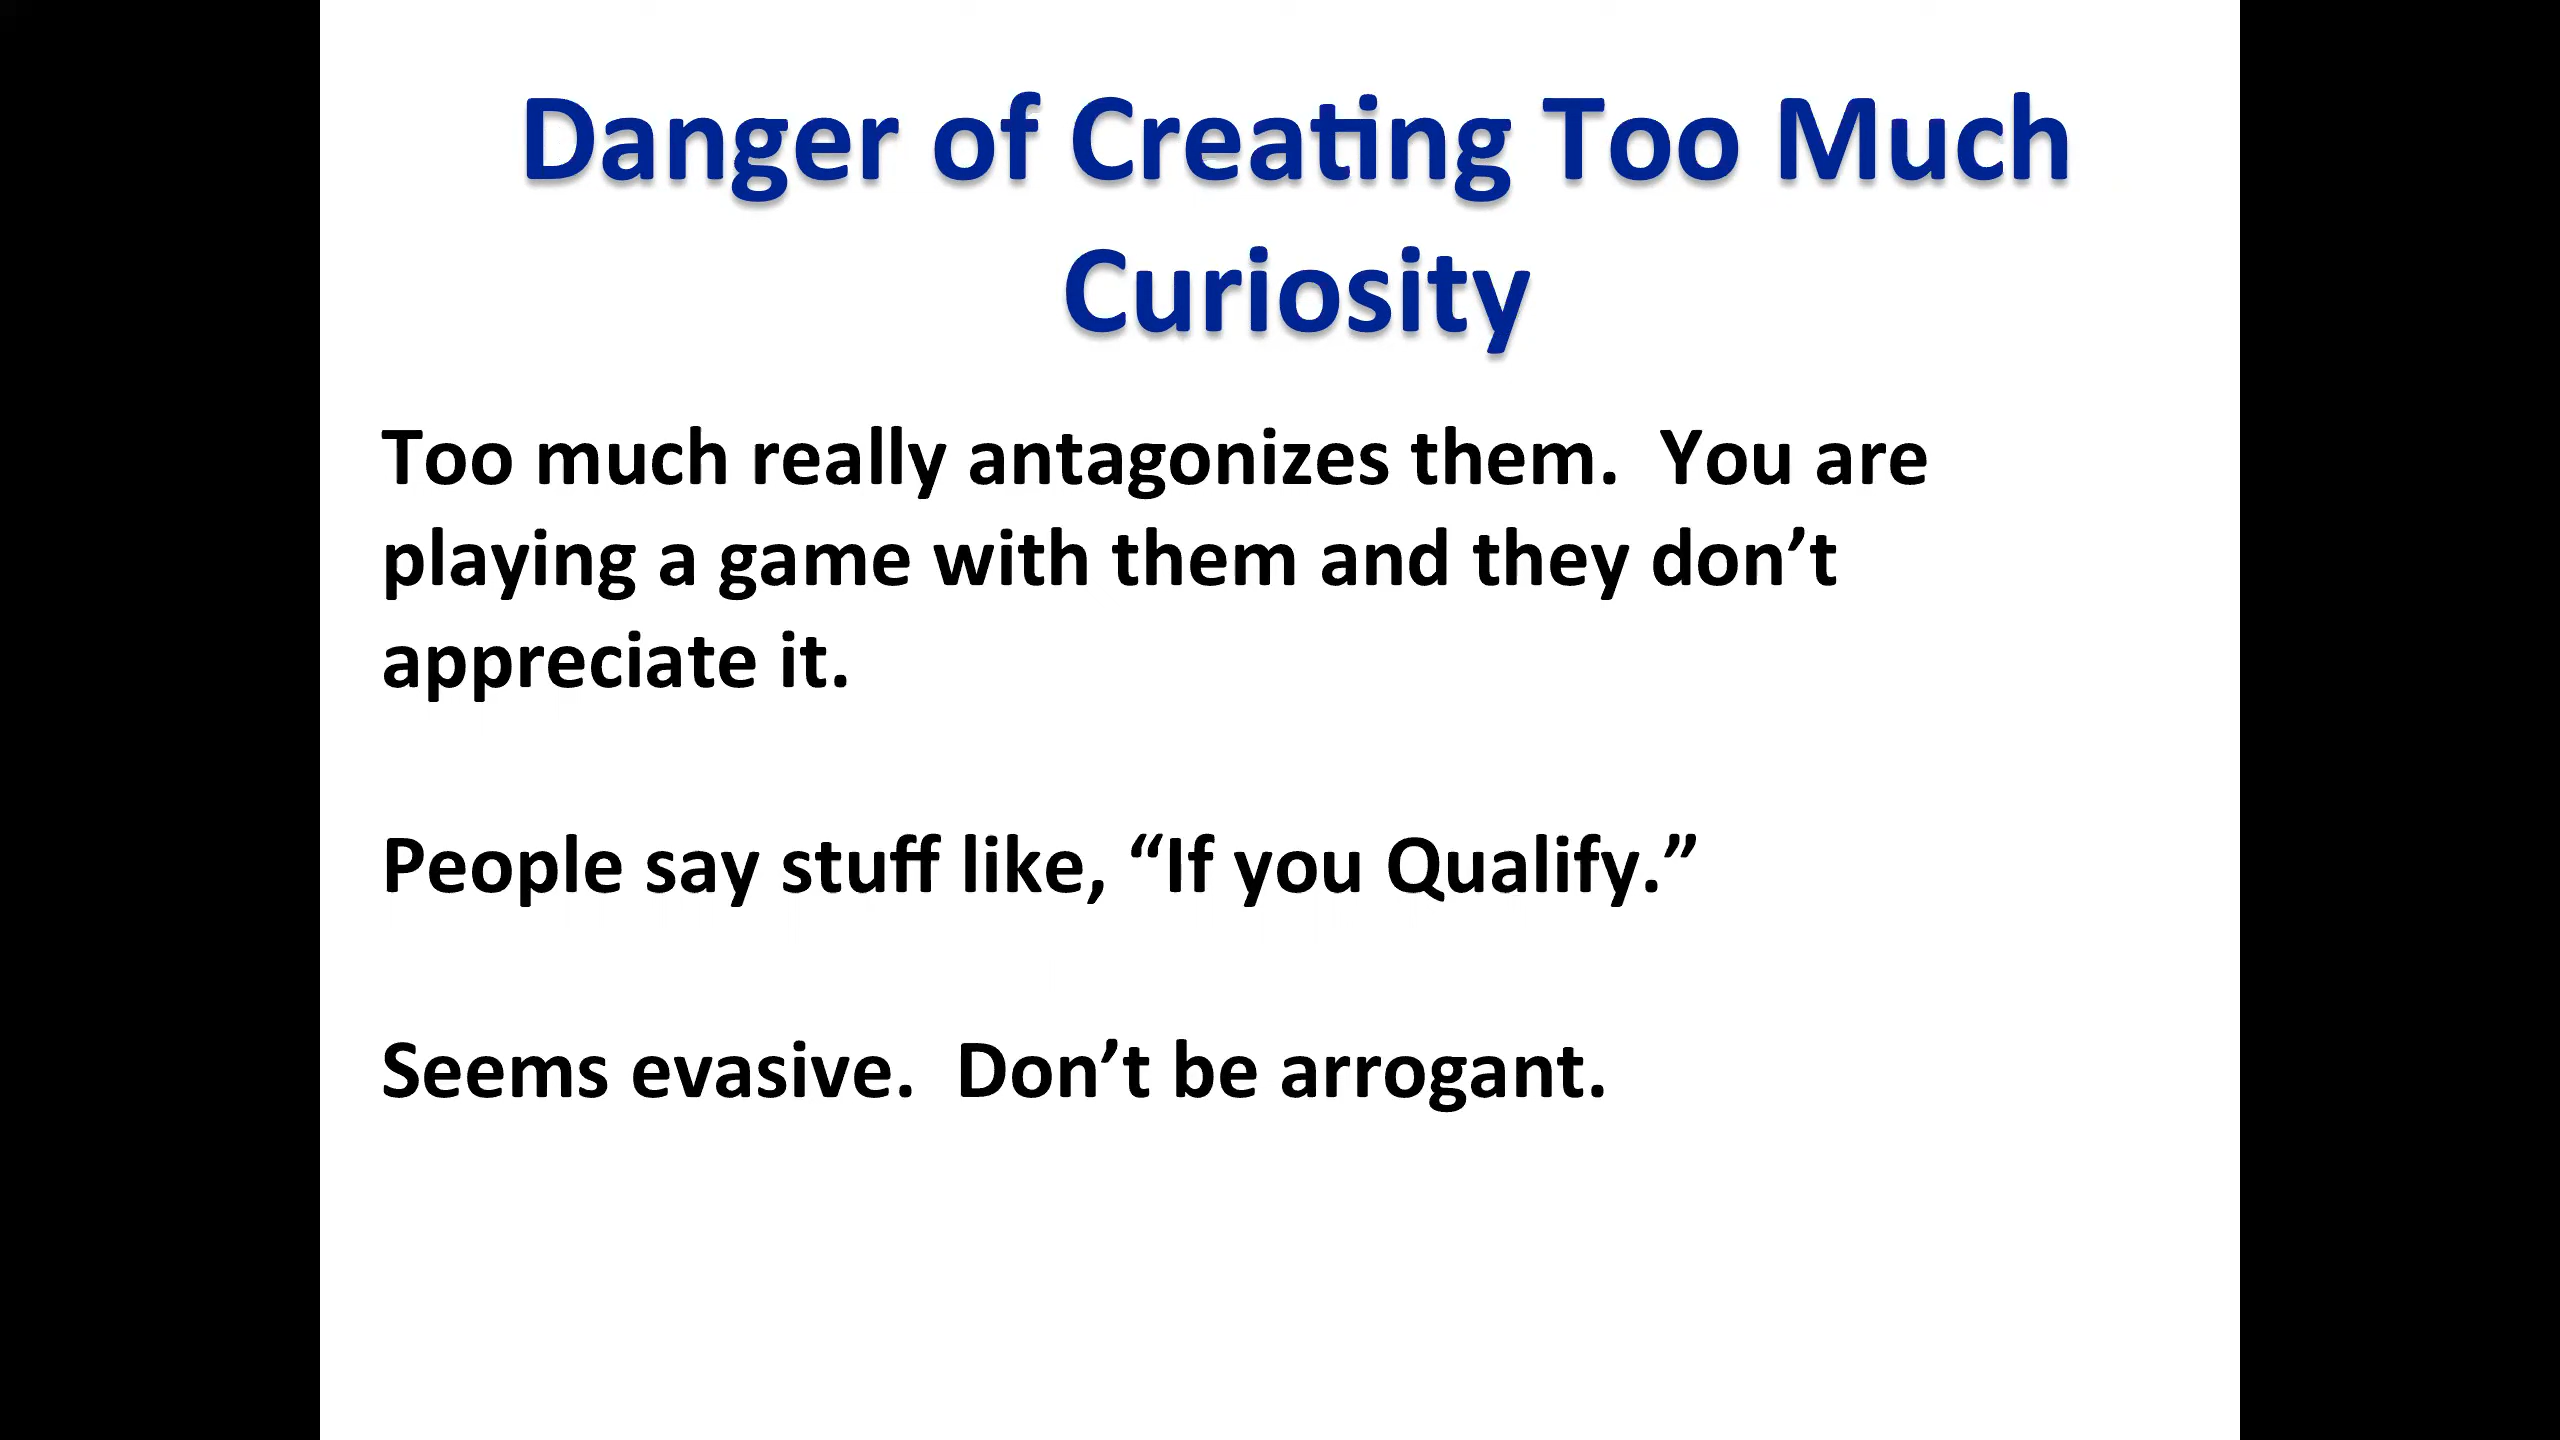 Danger of Creating Too Much
Curiosity
Too much really antagonizes them.  You are
playing a game with them and they don’t
appreciate it.
People say stuff like, “If you Qualify.”
Seems evasive.  Don’t be arrogant.